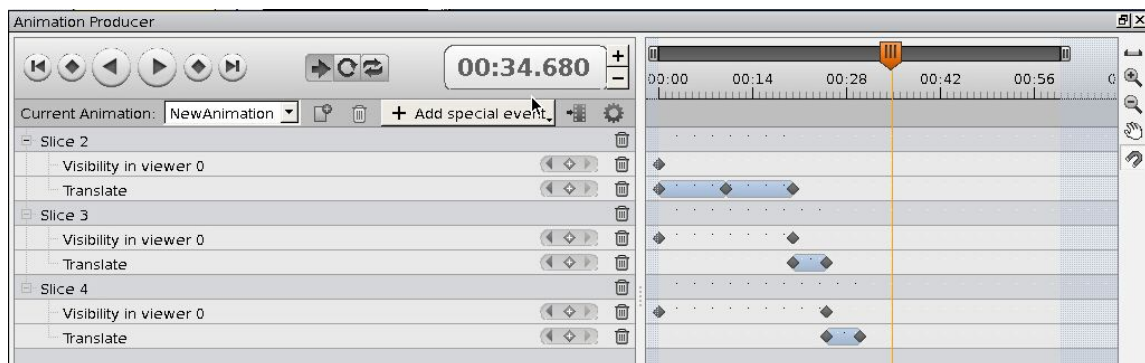 Animation Producer
00:34.680
+
−
00:00 00:14 00:28 00:42 00:56 0
Current Animation: NewAnimation + Add special event
Slice 2
Visibility in viewer 0
Translate
Slice 3
Visibility in viewer 0
Translate
Slice 4
Visibility in viewer 0
Translate